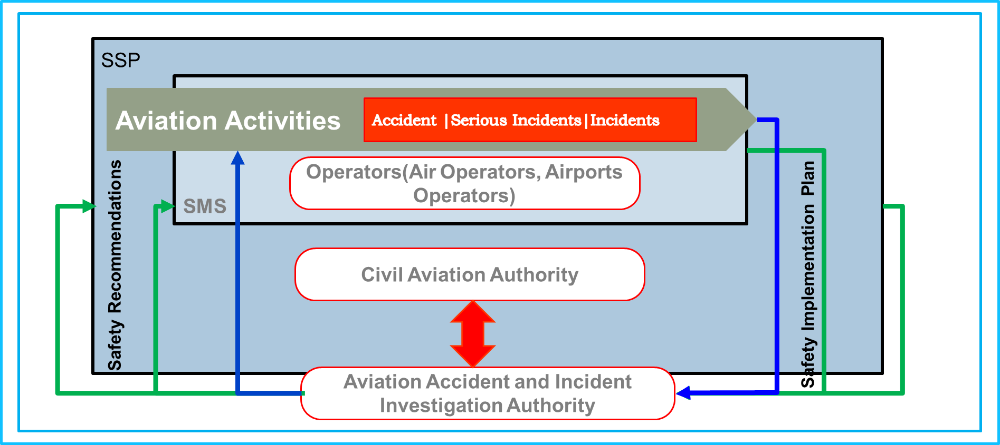 SSP
Aviation Activities
Accident |Serious Incidents|Incidents
Operators(Air Operators, Airports
Operators)
SMS
Safety Recommendations
Safety Implementation Plan
Civil Aviation Authority
Aviation Accident and Incident
Investigation Authority